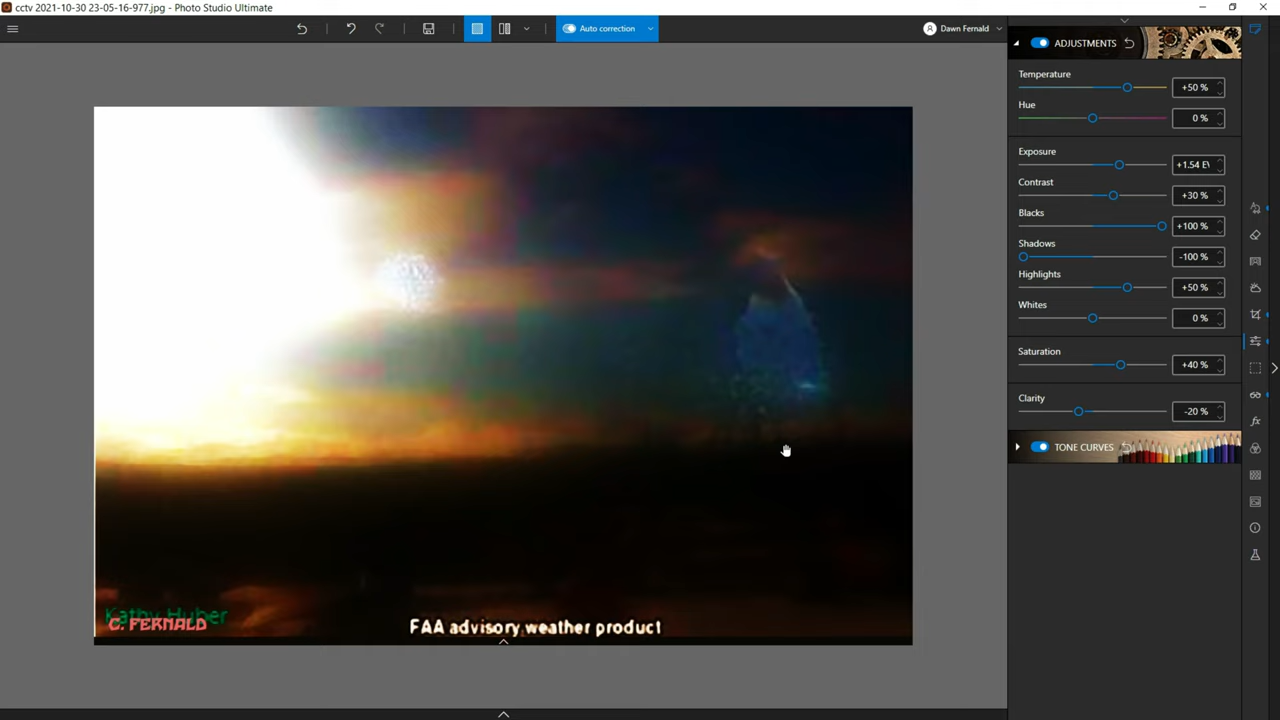 cctv 2021-10-30 23-05-16-977.jpg - Photo Studio Ultimate
Auto correction
Dawn Fernald
ADJUSTMENTS
Temperature
+50 %
Hue
0 %
Exposure
+1.54 EV
Contrast
+30 %
Blacks
+100 %
Shadows
-100 %
Highlights
+50 %
Whites
0 %
Saturation
+40 %
Clarity
-20 %
TONE CURVES
fx
Kathy Huber
C. FERNALD
FAA advisory weather product